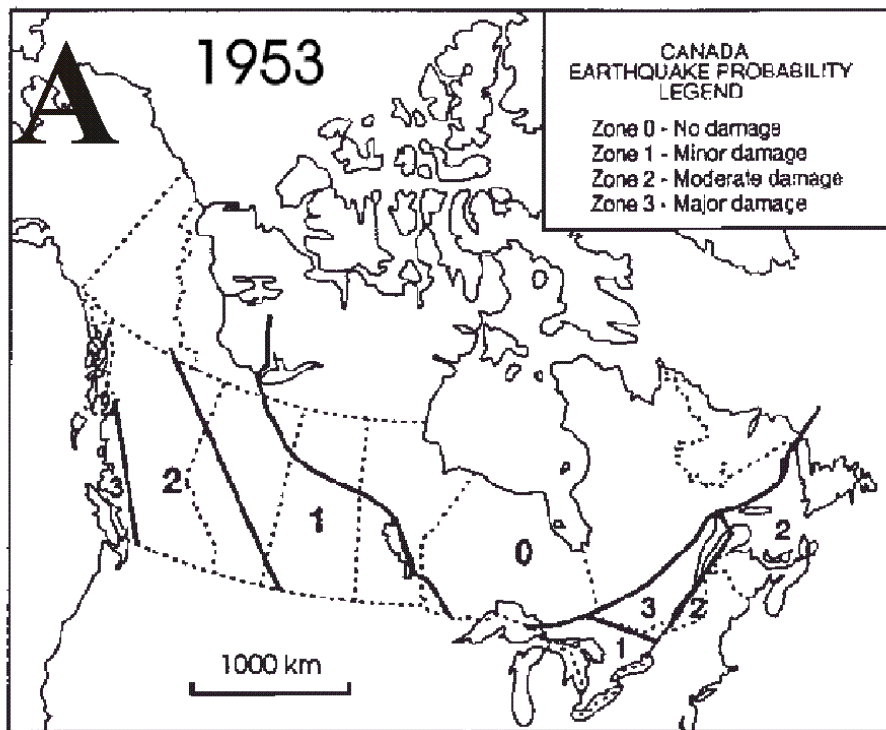 A
1953
CANADA
EARTHQUAKE PROBABILITY
LEGEND
Zone 0 - No damage
Zone 1 - Minor damage
Zone 2 - Moderate damage
Zone 3 - Major damage
3
2
1
0
2
3
2
1
1000 km